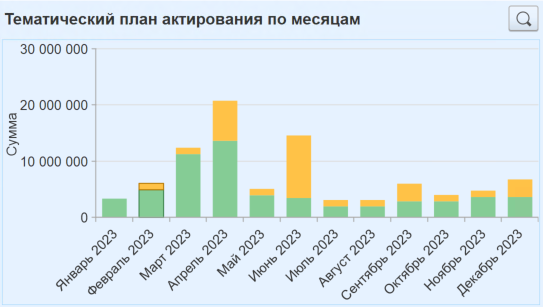 Тематический план актирования по месяцам
30 000 000
20 000 000
10 000 000
0
Сумма
Январь 2023
Февраль 2023
Март 2023
Апрель 2023
Май 2023
Июнь 2023
Июль 2023
Август 2023
Сентябрь 2023
Октябрь 2023
Ноябрь 2023
Декабрь 2023